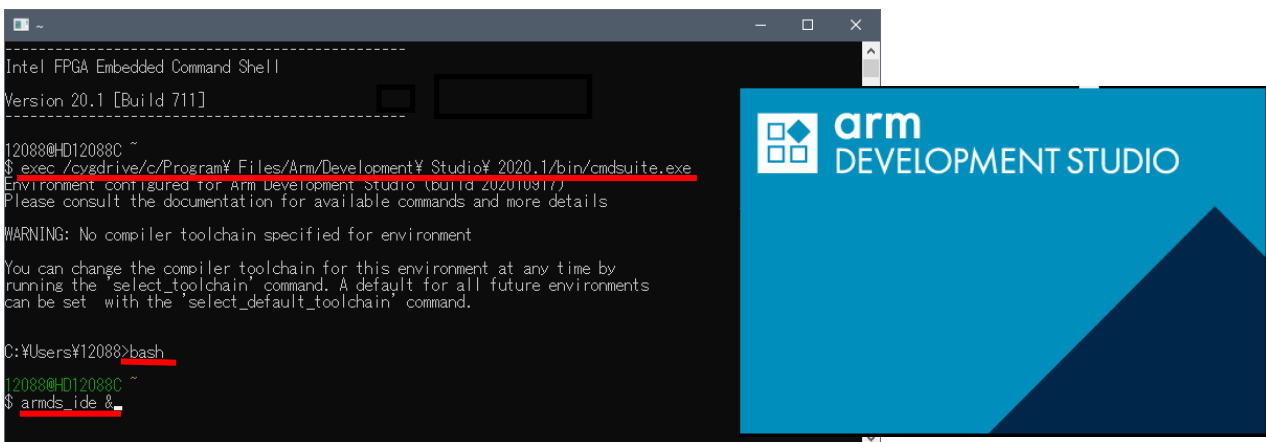 ~
------------------------------------------------
Intel FPGA Embedded Command Shell
Version 20.1 [Build 711]
------------------------------------------------
12088@HD12088C ~
$ exec /cygdrive/c/Program¥ Files/Arm/Development¥ Studio¥ 2020.1/bin/cmdsuite.exe
Environment configured for Arm Development Studio (build 202010917)
Please consult the documentation for available commands and more details
WARNING: No compiler toolchain specified for environment
You can change the compiler toolchain for this environment at any time by
running the 'select_toolchain' command. A default for all future environments
can be set  with the 'select_default_toolchain' command.
C:¥Users¥12088>bash
12088@HD12088C ~
$ armds_ide &
arm
DEVELOPMENT STUDIO